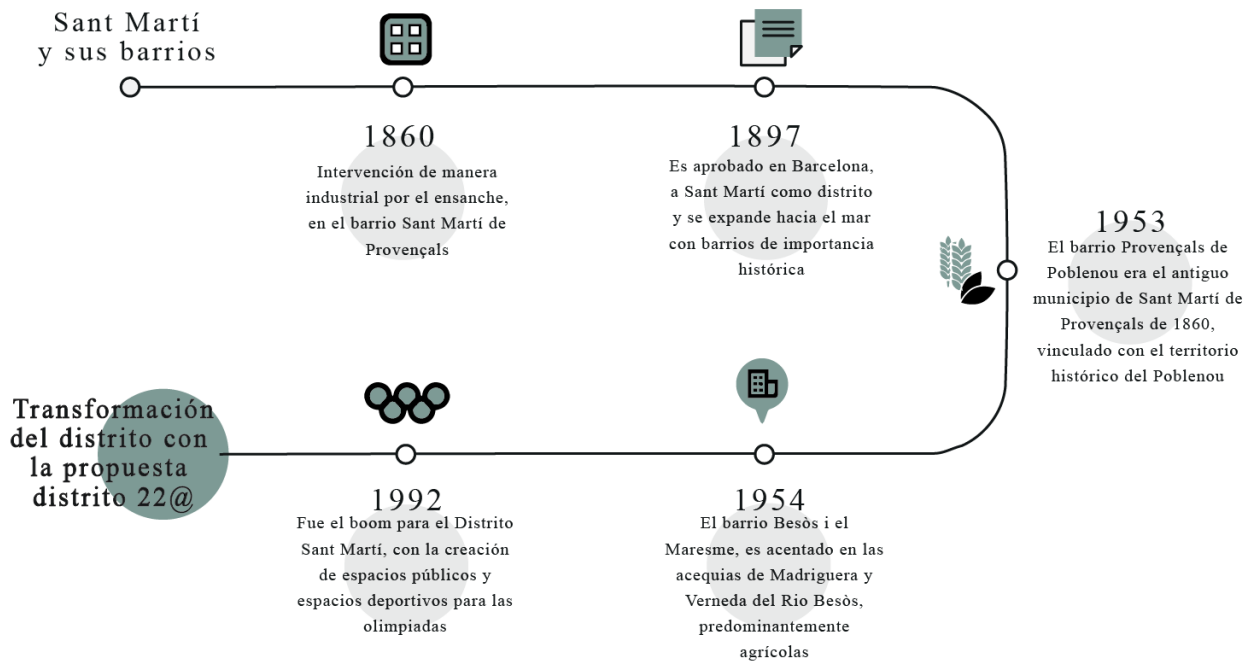 Sant Martí
y sus barrios
1860
Intervención de manera
industrial por el ensanche,
en el barrio Sant Martí de
Provençals
1897
Es aprobado en Barcelona,
a Sant Martí como distrito
y se expande hacia el mar
con barrios de importancia
histórica
1953
El barrio Provençals de
Poblenou era el antiguo
municipio de Sant Martí de
Provençals de 1860,
vinculado con el territorio
histórico del Poblenou
1954
El barrio Besòs i el
Maresme, es acentado en las
acequias de Madriguera y
Verneda del Rio Besòs,
predominantemente
agrícolas
1992
Fue el boom para el Distrito
Sant Martí, con la creación
de espacios públicos y
espacios deportivos para las
olimpiadas
Transformación
del distrito con
la propuesta
distrito 22@